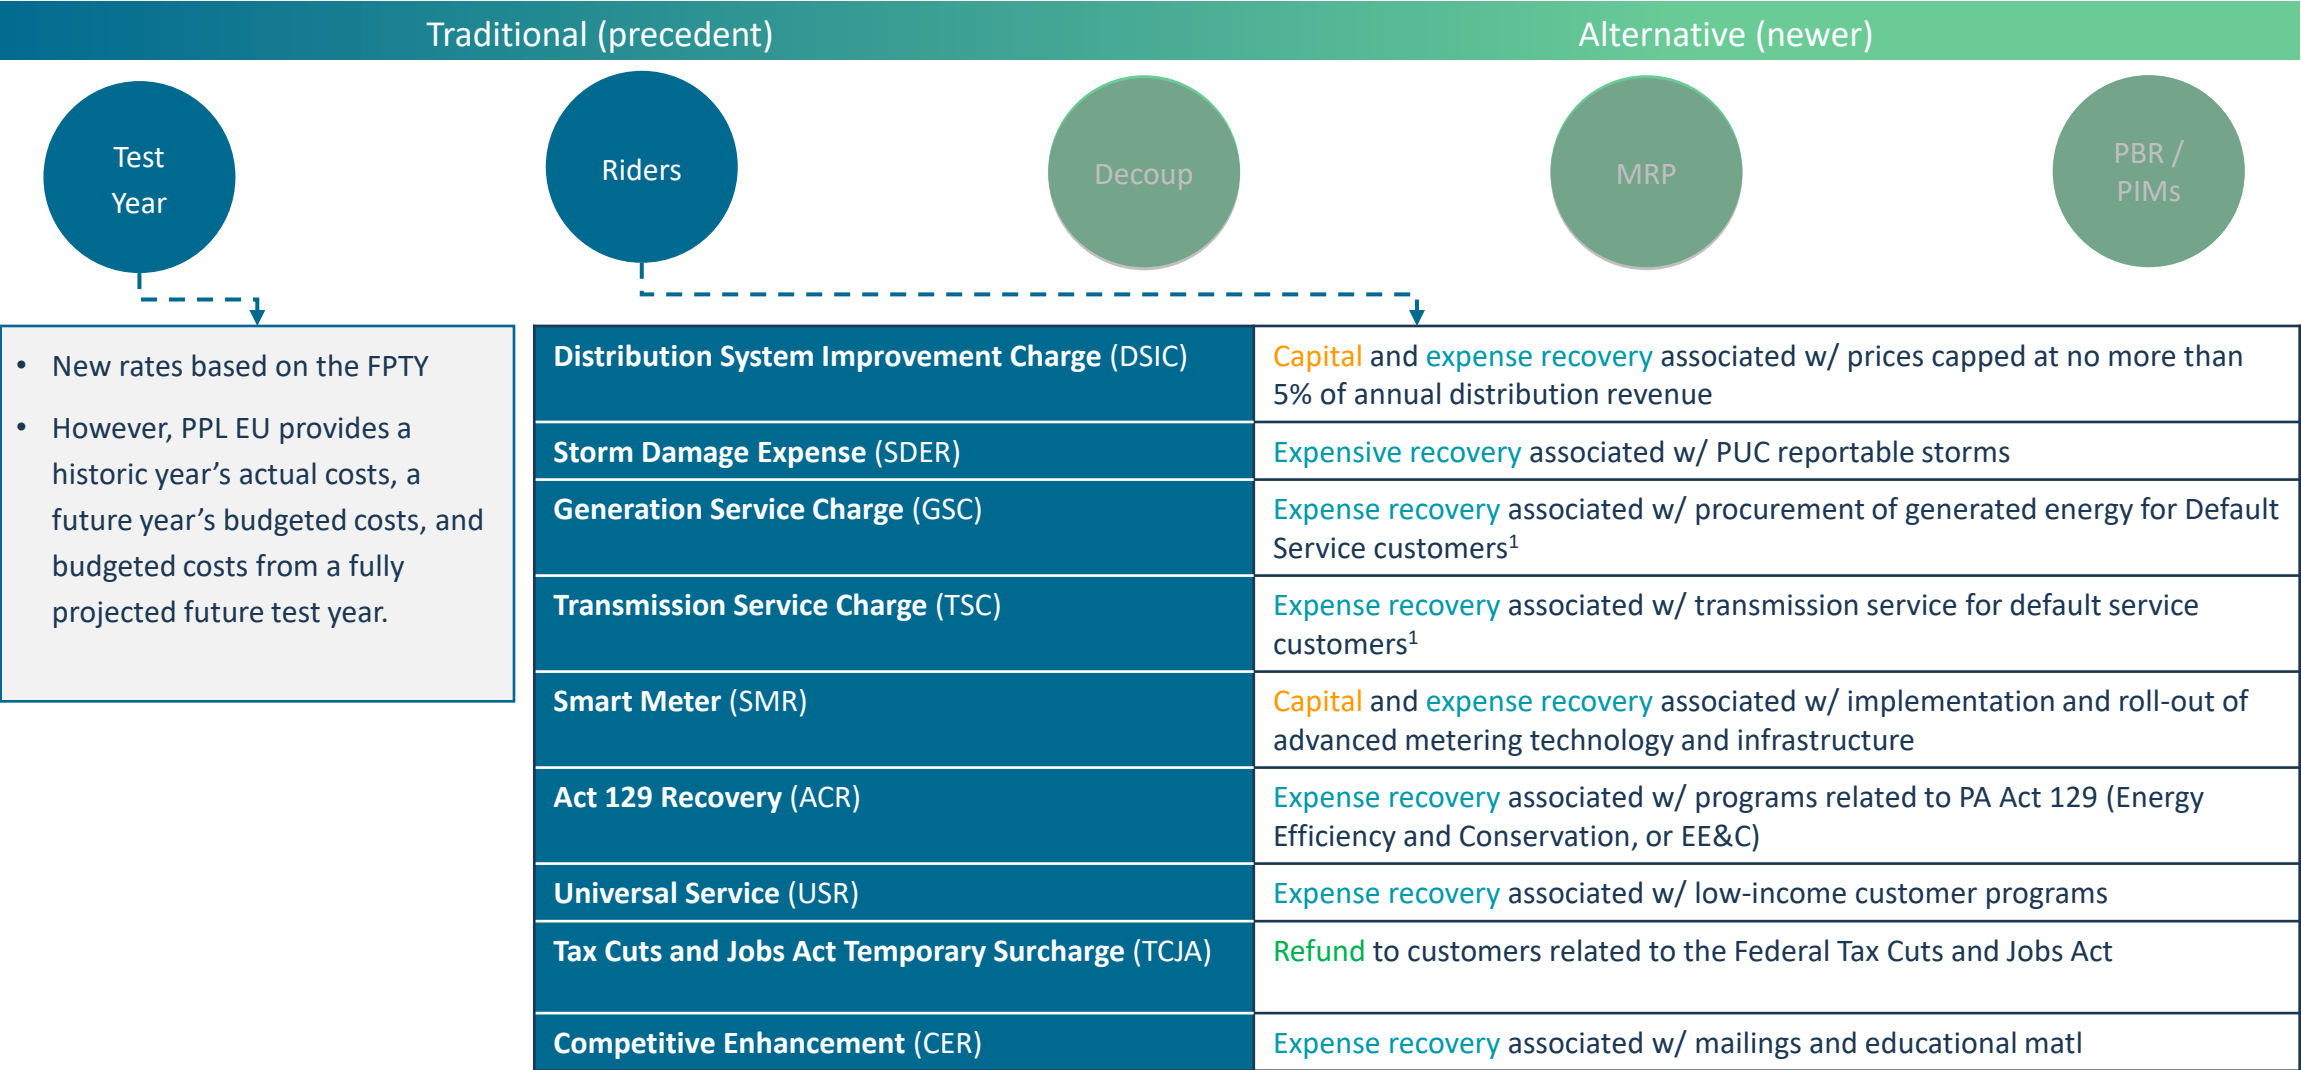 Traditional (precedent)
Alternative (newer)
Test
Year
Riders
Decoup
MRP
PBR /
PIMs
• New rates based on the FPTY
• However, PPL EU provides a
historic year’s actual costs, a
future year’s budgeted costs, and
budgeted costs from a fully
projected future test year.
Distribution System Improvement Charge (DSIC)
Capital and expense recovery associated w/ prices capped at no more than
5% of annual distribution revenue
Storm Damage Expense (SDER)
Expensive recovery associated w/ PUC reportable storms
Generation Service Charge (GSC)
Expense recovery associated w/ procurement of generated energy for Default
Service customers¹
Transmission Service Charge (TSC)
Expense recovery associated w/ transmission service for default service
customers¹
Smart Meter (SMR)
Capital and expense recovery associated w/ implementation and roll-out of
advanced metering technology and infrastructure
Act 129 Recovery (ACR)
Expense recovery associated w/ programs related to PA Act 129 (Energy
Efficiency and Conservation, or EE&C)
Universal Service (USR)
Expense recovery associated w/ low-income customer programs
Tax Cuts and Jobs Act Temporary Surcharge (TCJA)
Refund to customers related to the Federal Tax Cuts and Jobs Act
Competitive Enhancement (CER)
Expense recovery associated w/ mailings and educational matl